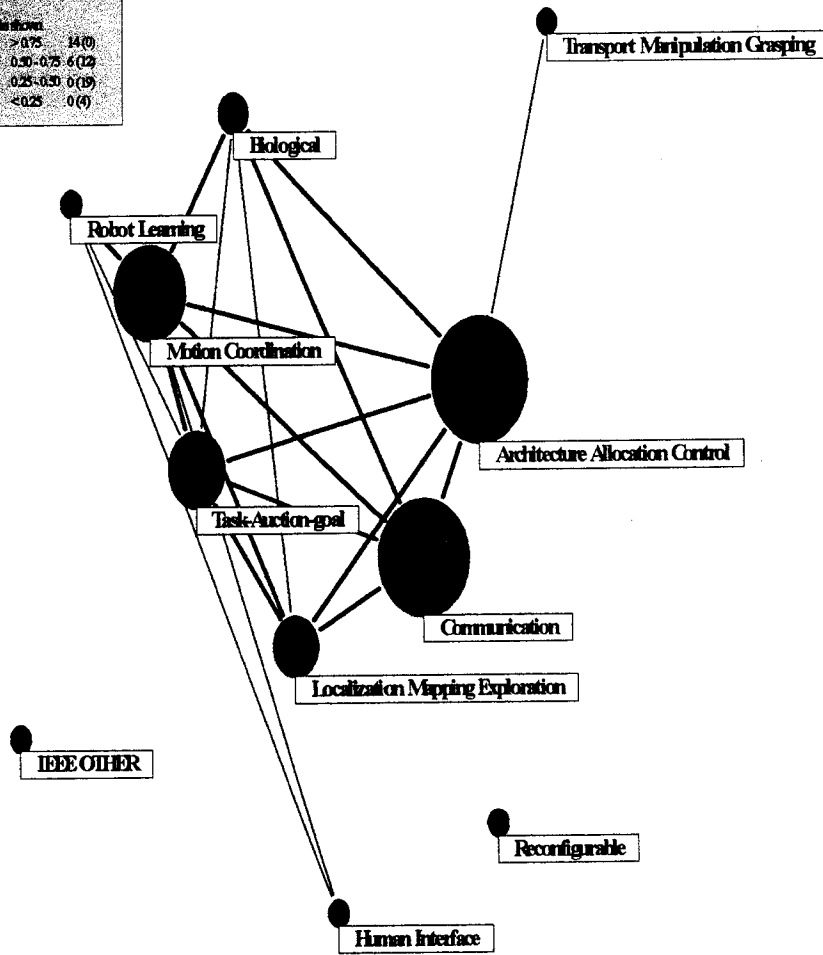 shown
> 0.75 14 (0)
0.50 - 0.75 6 (12)
0.25 - 0.50 0 (19)
< 0.25 0 (4)
Transport Manipulation Grasping
Biological
Robot Learning
Motion Coordination
Architecture Allocation Control
Task-Auction-goal
Communication
Localization Mapping Exploration
IEEE OTHER
Reconfigurable
Human Interface